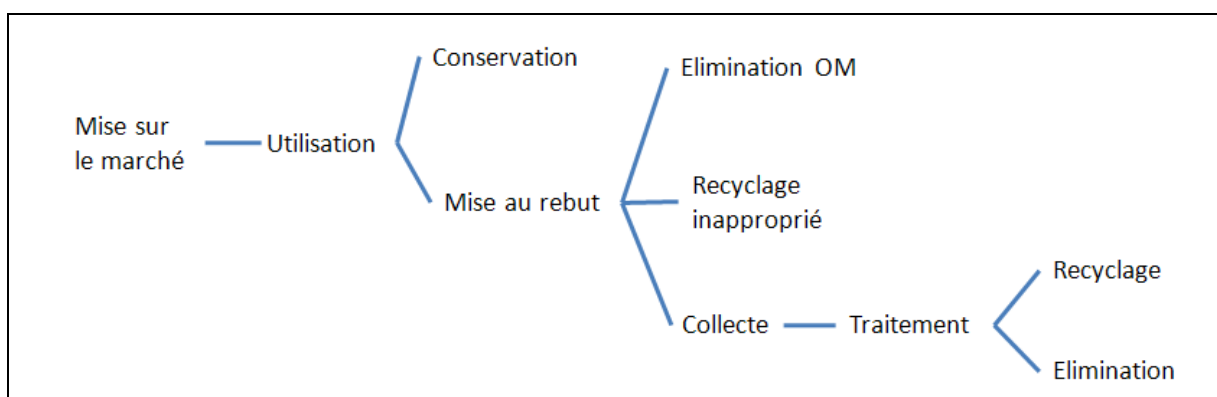 Mise sur
le marché
Utilisation
Conservation
Mise au rebut
Elimination OM
Recyclage
inapproprié
Collecte
Traitement
Recyclage
Elimination